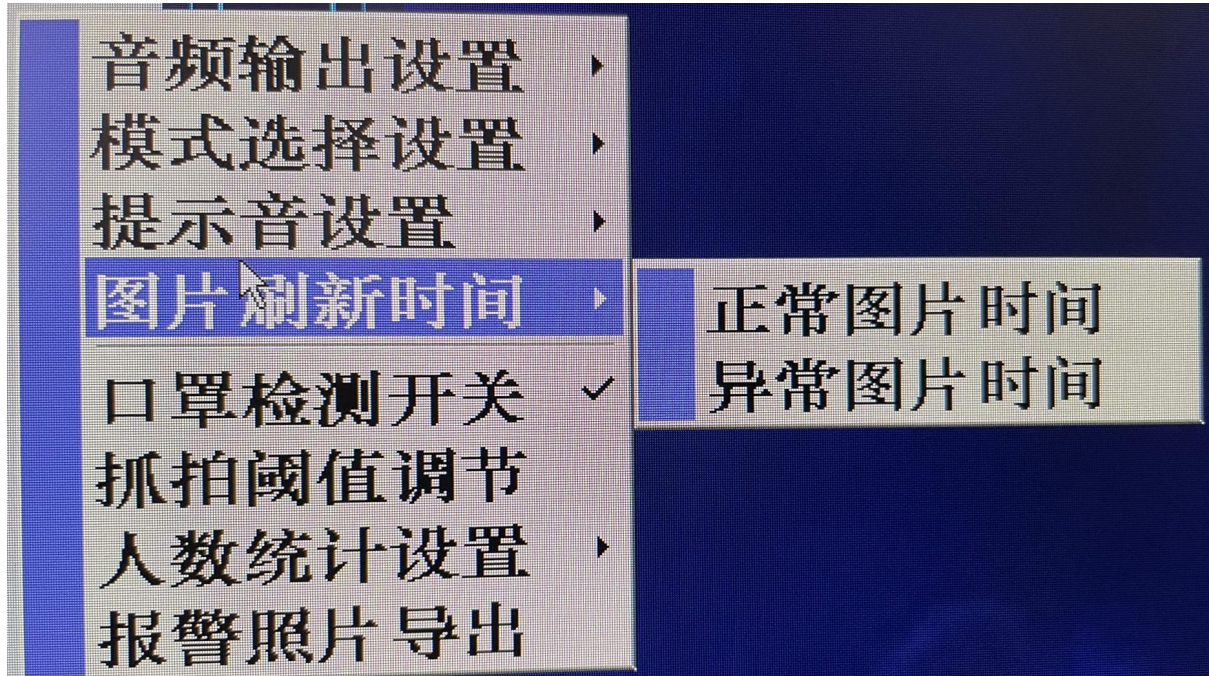 音频输出设置
模式选择设置
提示音设置
图片刷新时间
正常图片时间
异常图片时间
口罩检测开关
抓拍阈值调节
人数统计设置
报警照片导出